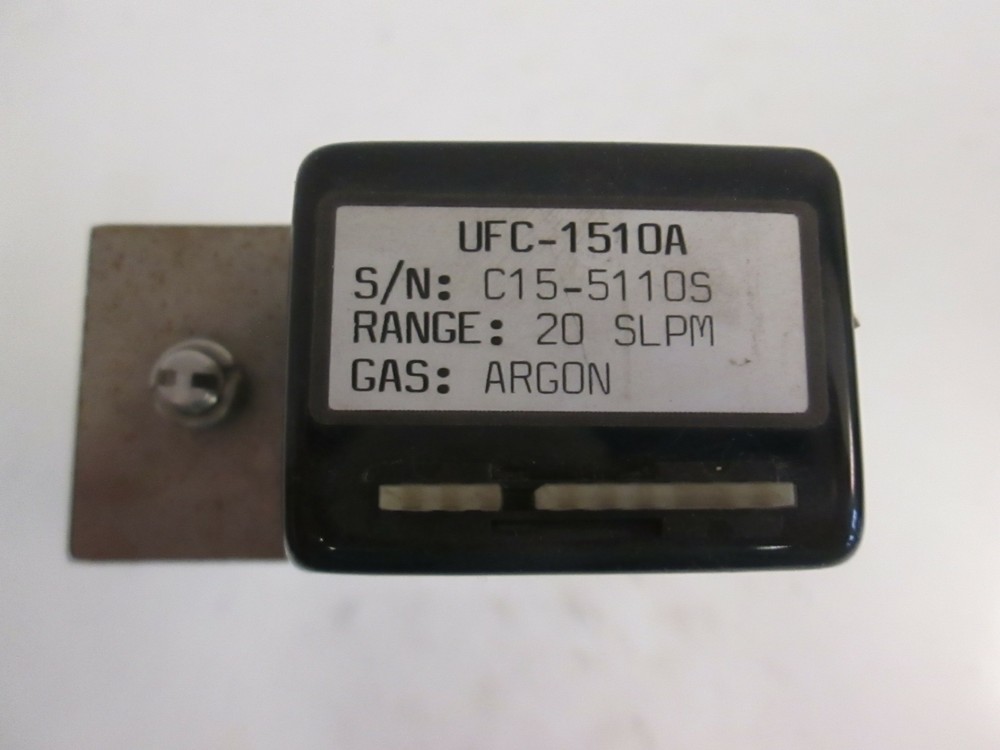 UFC-1510A
S/N: C15-5110S
RANGE: 20 SLPM
GAS: ARGON